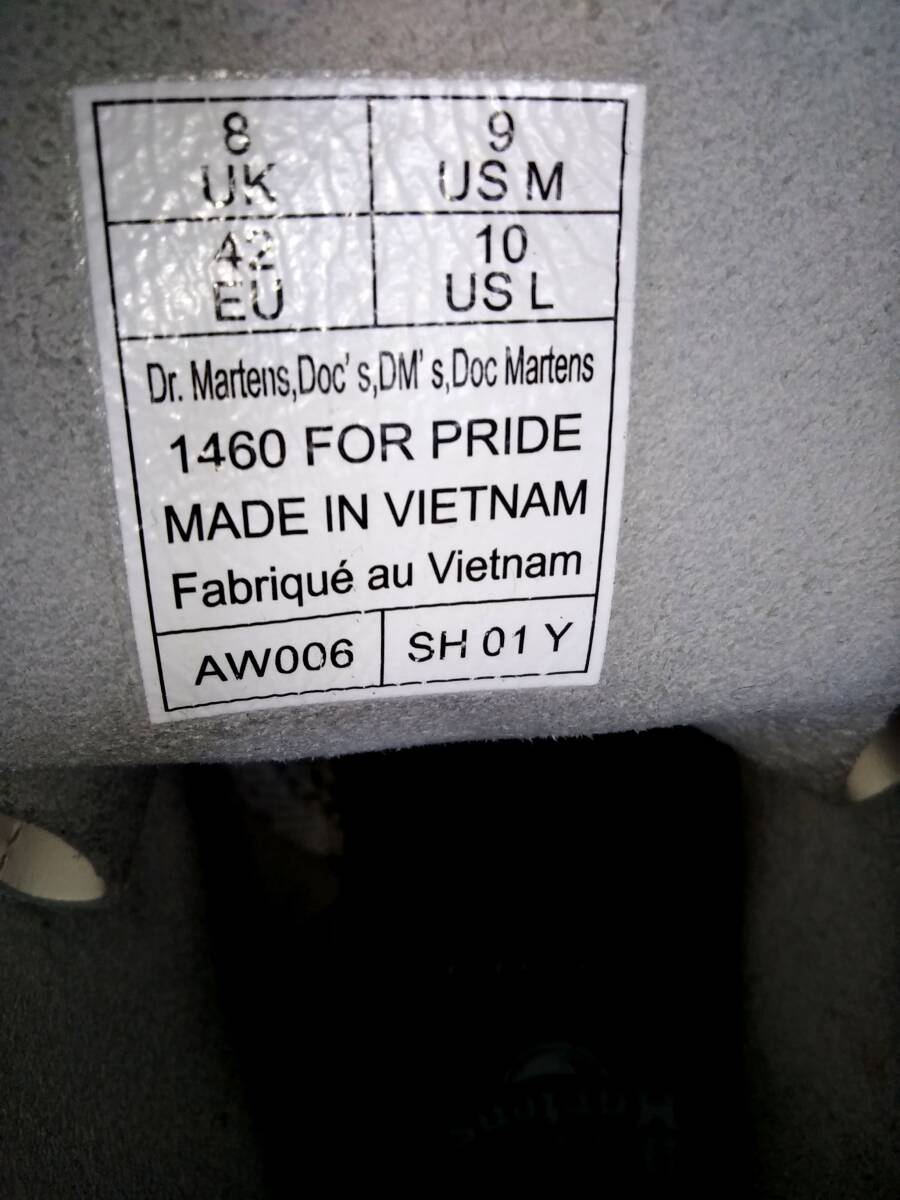 8
UK
9
US M
42
EU
10
US L
Dr. Martens,Doc' s,DM' s,Doc Martens
1460 FOR PRIDE
MADE IN VIETNAM
Fabriqué au Vietnam
AW006
SH 01 Y